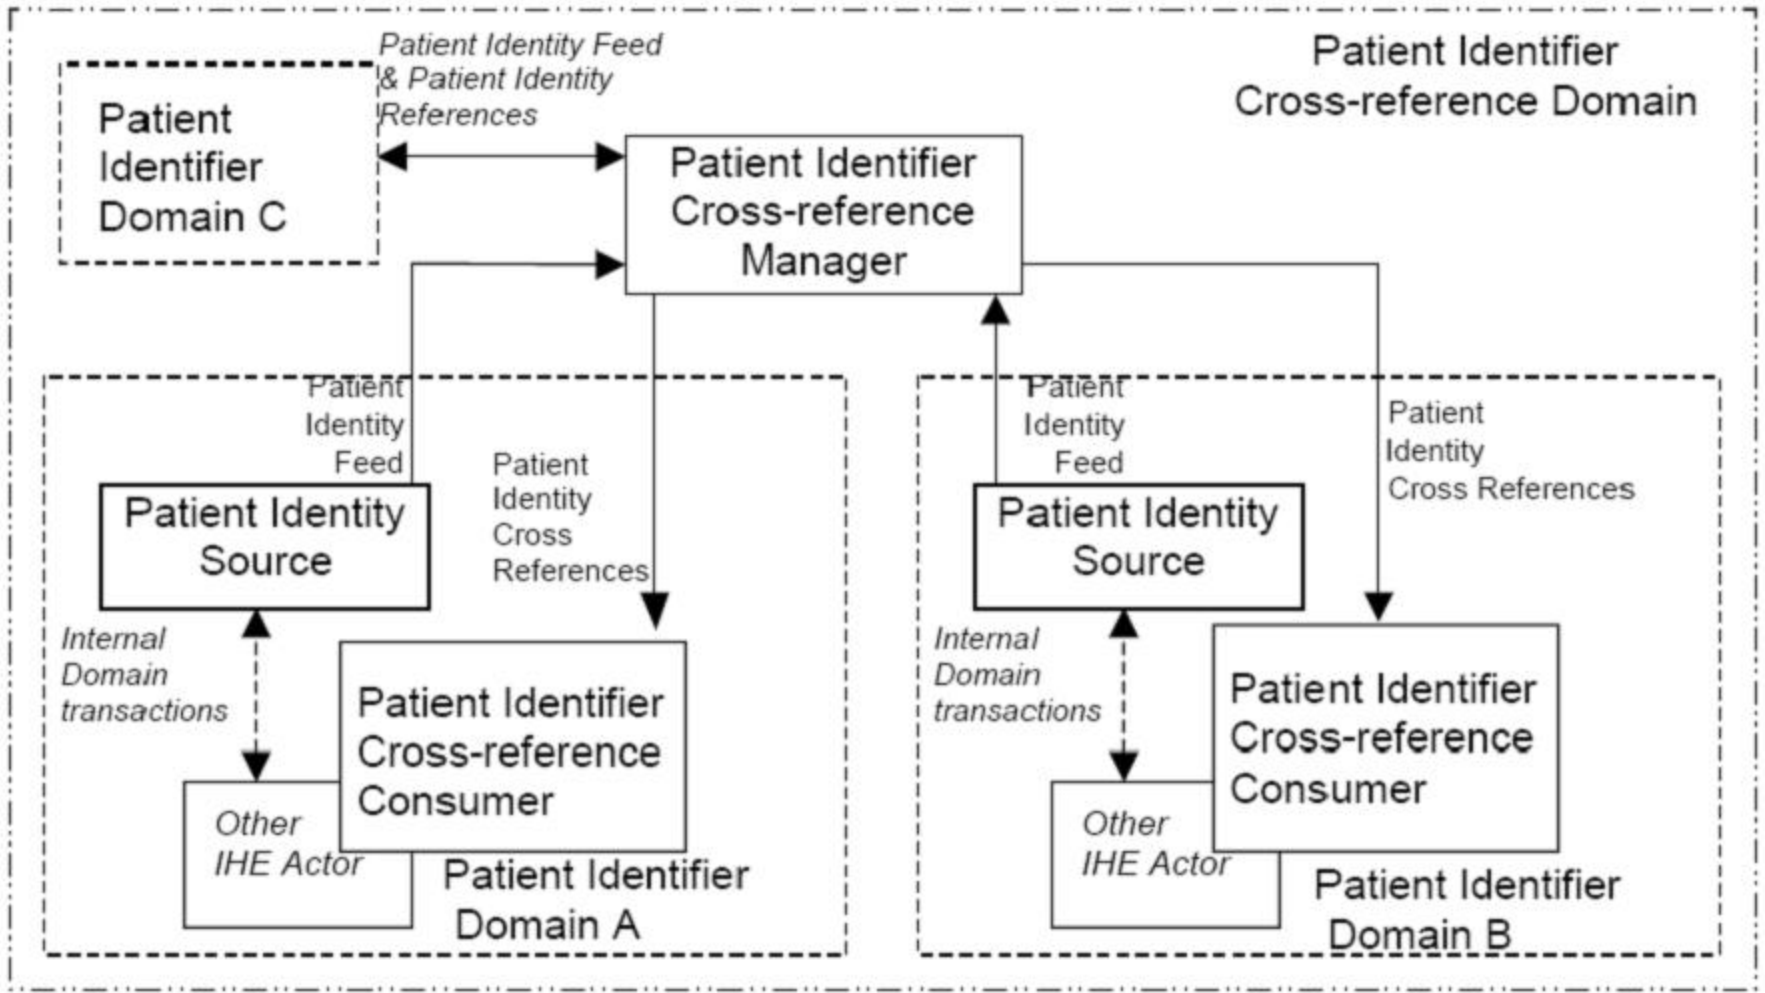 Patient Identity Feed
& Patient Identity
References
Patient Identifier
Cross-reference Domain
Patient
Identifier
Domain C
Patient Identifier
Cross-reference
Manager
Patient
Identity
Feed
Patient
Identity
Cross
References
Patient Identity
Source
Internal
Domain
transactions
Patient Identifier
Cross-reference
Consumer
Other
IHE Actor
Patient Identifier
Domain A
Patient
Identity
Feed
Patient
Identity
Cross References
Patient Identity
Source
Internal
Domain
transactions
Patient Identifier
Cross-reference
Consumer
Other
IHE Actor
Patient Identifier
Domain B